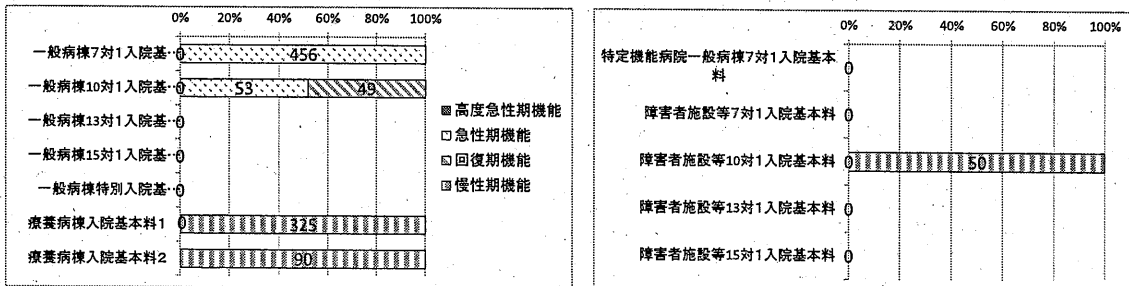 0% 20% 40% 60% 80% 100%
一般病棟7対1入院基… 0 456
一般病棟10対1入院基… 0 53 49
一般病棟13対1入院基… 0
一般病棟15対1入院基… 0
一般病棟特別入院基… 0
療養病棟入院基本料1 0 325
療養病棟入院基本料2 90
高度急性期機能
急性期機能
回復期機能
慢性期機能
0% 20% 40% 60% 80% 100%
特定機能病院一般病棟7対1入院基本
料 0
障害者施設等7対1入院基本料 0
障害者施設等10対1入院基本料 0 50
障害者施設等13対1入院基本料 0
障害者施設等15対1入院基本料 0